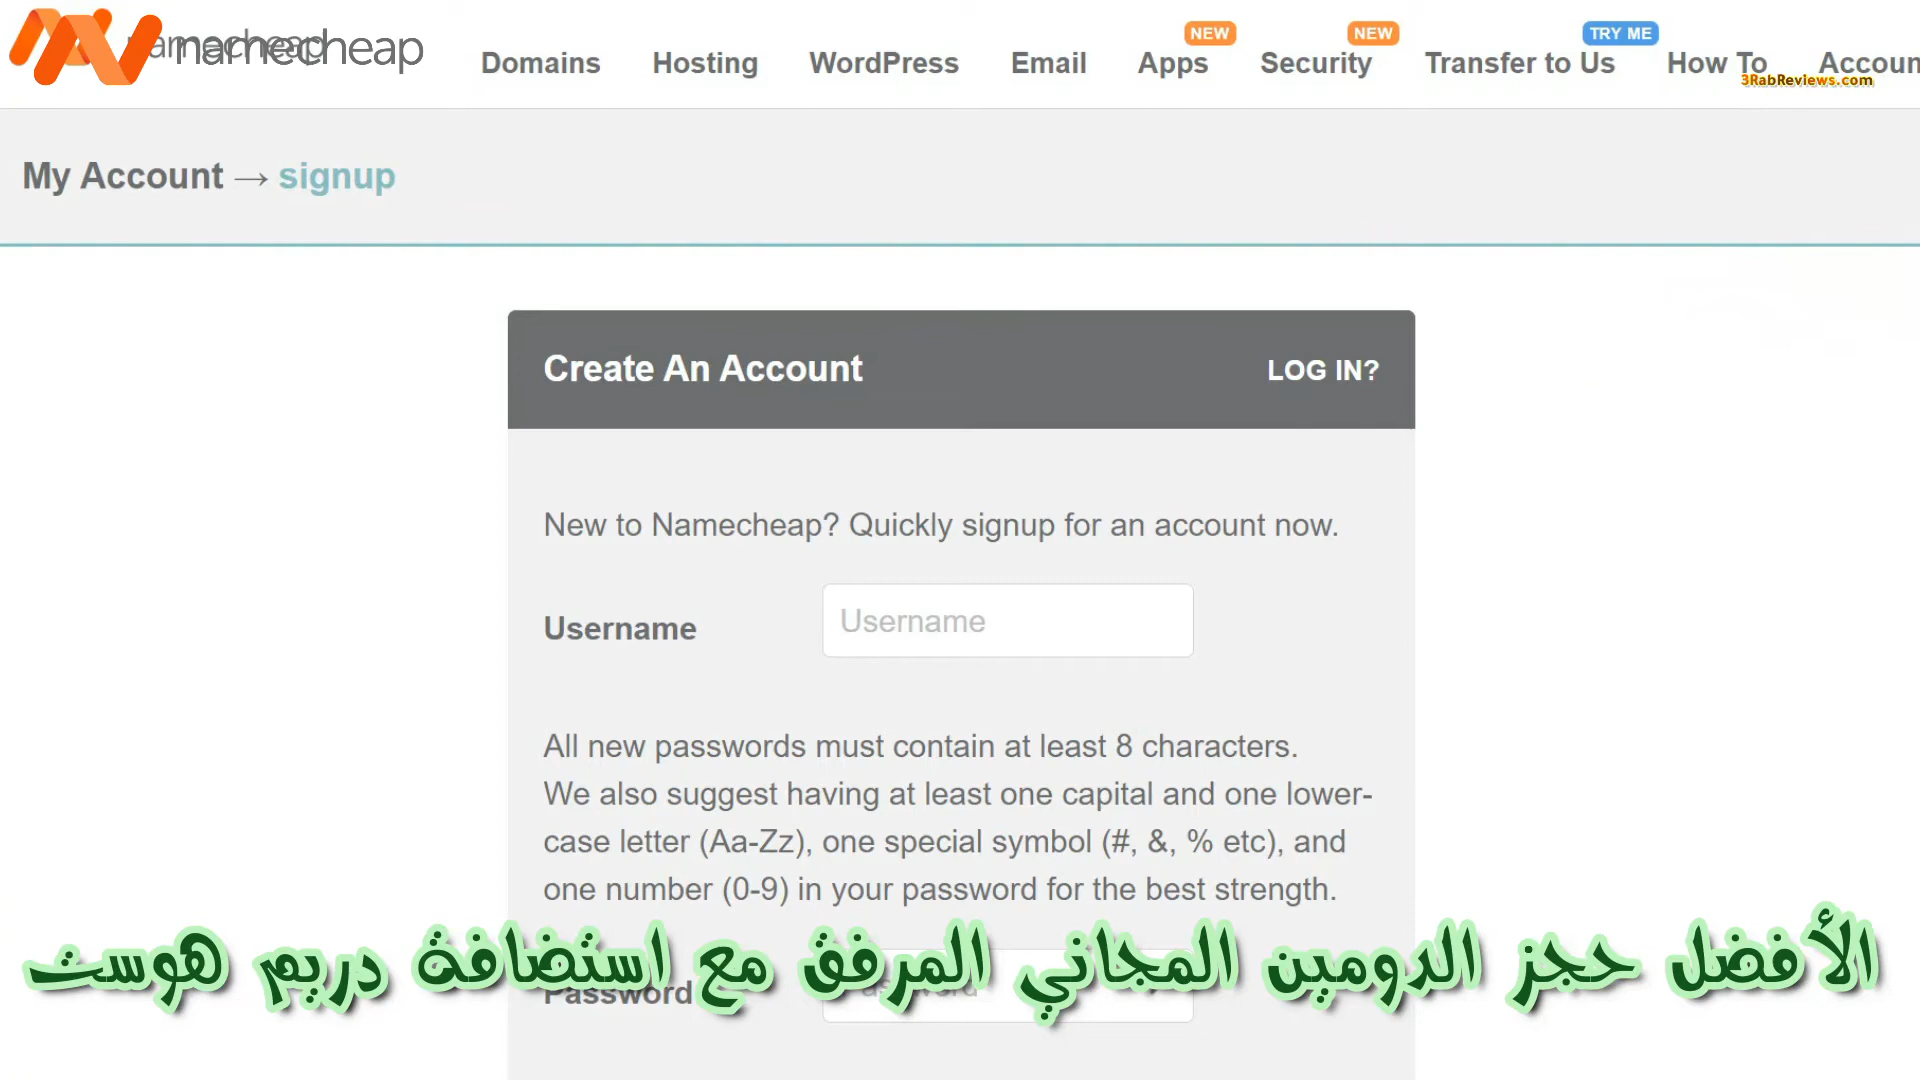 namecheap
namecheap
NEW
NEW
TRY ME
Domains Hosting WordPress Email Apps Security Transfer to Us How To Accoun
3RabReviews.com
My Account → signup
Create An Account
LOG IN?
New to Namecheap? Quickly signup for an account now.
Username
Username
All new passwords must contain at least 8 characters.
We also suggest having at least one capital and one lower-
case letter (Aa-Zz), one special symbol (#, &, % etc), and
one number (0-9) in your password for the best strength.
الأفضل حجز الدومين المجاني المرفق مع استضافة دريم هوست
Password
Password